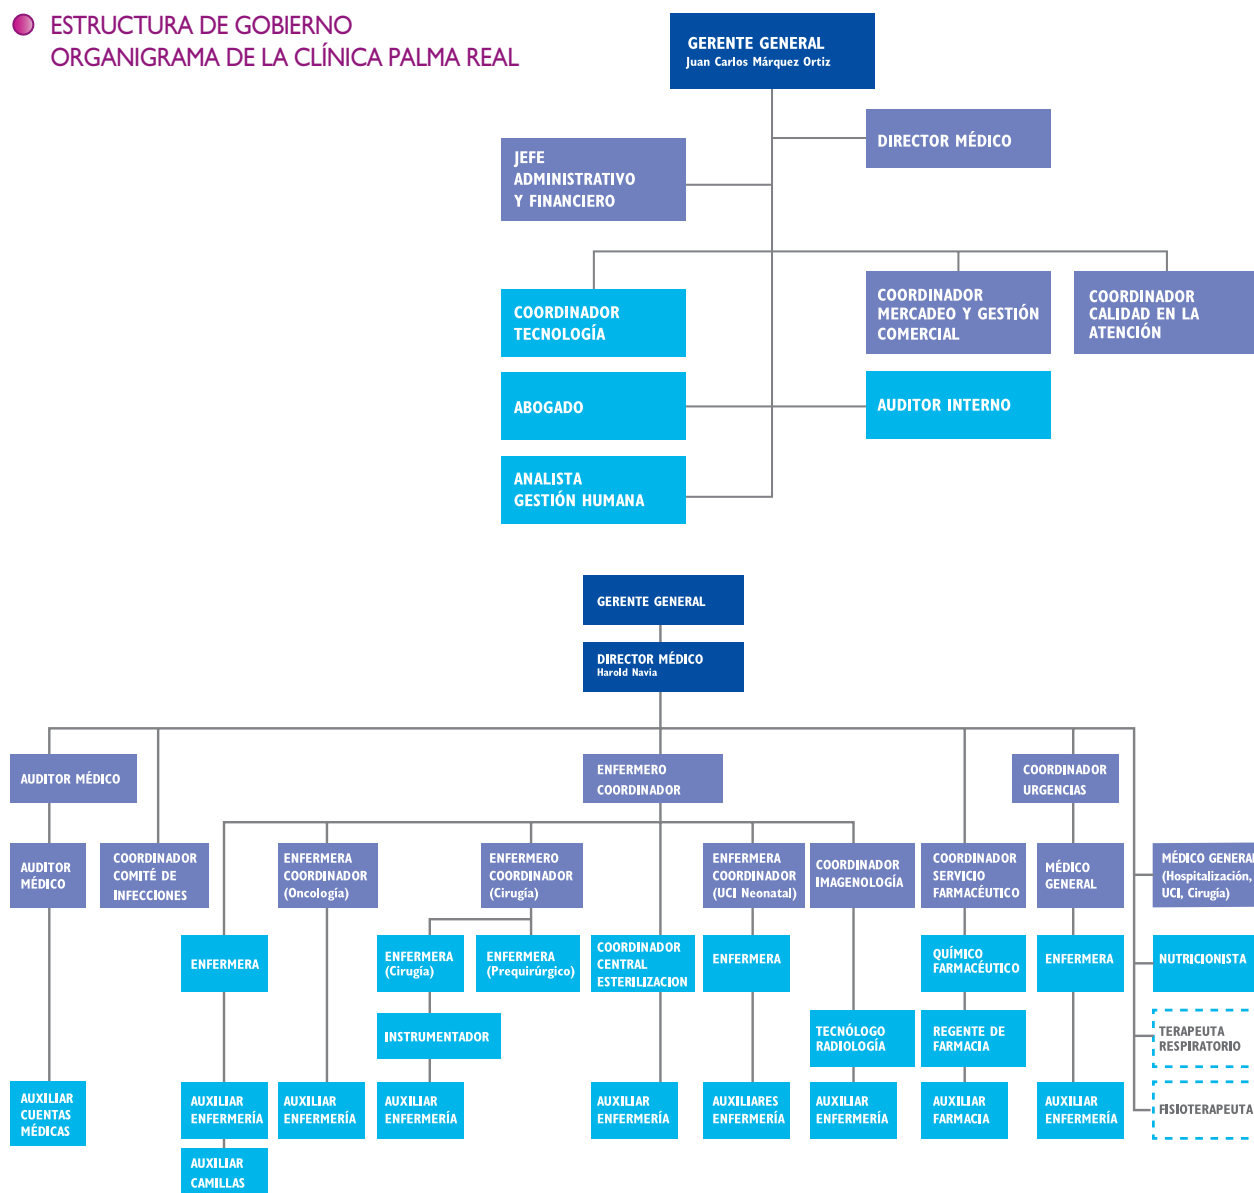 ESTRUCTURA DE GOBIERNO
ORGANIGRAMA DE LA CLÍNICA PALMA REAL
GERENTE GENERAL
Juan Carlos Márquez Ortiz
DIRECTOR MÉDICO
JEFE
ADMINISTRATIVO
Y FINANCIERO
COORDINADOR
TECNOLOGÍA
COORDINADOR
MERCADEO Y GESTIÓN
COMERCIAL
COORDINADOR
CALIDAD EN LA
ATENCIÓN
ABOGADO
AUDITOR INTERNO
ANALISTA
GESTIÓN HUMANA
GERENTE GENERAL
DIRECTOR MÉDICO
Harold Navia
AUDITOR MÉDICO
ENFERMERO
COORDINADOR
COORDINADOR
URGENCIAS
AUDITOR
MÉDICO
COORDINADOR
COMITÉ DE
INFECCIONES
ENFERMERA
COORDINADOR
(Oncología)
ENFERMERO
COORDINADOR
(Cirugía)
ENFERMERA
COORDINADOR
(UCI Neonatal)
COORDINADOR
IMAGENOLOGÍA
COORDINADOR
SERVICIO
FARMACÉUTICO
MÉDICO
GENERAL
MÉDICO GENERAL
(Hospitalización,
UCI, Cirugía)
ENFERMERA
ENFERMERA
(Cirugía)
ENFERMERA
(Prequirúrgico)
COORDINADOR
CENTRAL
ESTERILIZACION
ENFERMERA
QUÍMICO
FARMACÉUTICO
ENFERMERA
NUTRICIONISTA
INSTRUMENTADOR
TECNÓLOGO
RADIOLOGÍA
REGENTE DE
FARMACIA
TERAPEUTA
RESPIRATORIO
AUXILIAR
CUENTAS
MÉDICAS
AUXILIAR
ENFERMERÍA
AUXILIAR
ENFERMERÍA
AUXILIAR
ENFERMERÍA
AUXILIAR
ENFERMERÍA
AUXILIARES
ENFERMERÍA
AUXILIAR
ENFERMERÍA
AUXILIAR
FARMACIA
AUXILIAR
ENFERMERÍA
FISIOTERAPEUTA
AUXILIAR
CAMILLAS